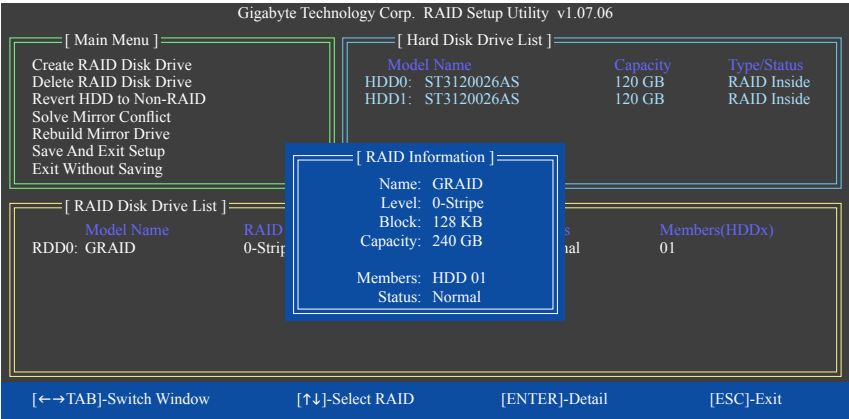 Gigabyte Technology Corp. RAID Setup Utility v1.07.06
[ Main Menu ]
Create RAID Disk Drive
Delete RAID Disk Drive
Revert HDD to Non-RAID
Solve Mirror Conflict
Rebuild Mirror Drive
Save And Exit Setup
Exit Without Saving
[ Hard Disk Drive List ]
Model Name Capacity Type/Status
HDD0: ST3120026AS 120 GB RAID Inside
HDD1: ST3120026AS 120 GB RAID Inside
[ RAID Information ]
Name: GRAID
Level: 0-Stripe
Block: 128 KB
Capacity: 240 GB
Members: HDD 01
Status: Normal
[ RAID Disk Drive List ]
Model Name RAID Members(HDDx)
RDD0: GRAID 01
[←→TAB]-Switch Window [↑↓]-Select RAID [ENTER]-Detail [ESC]-Exit